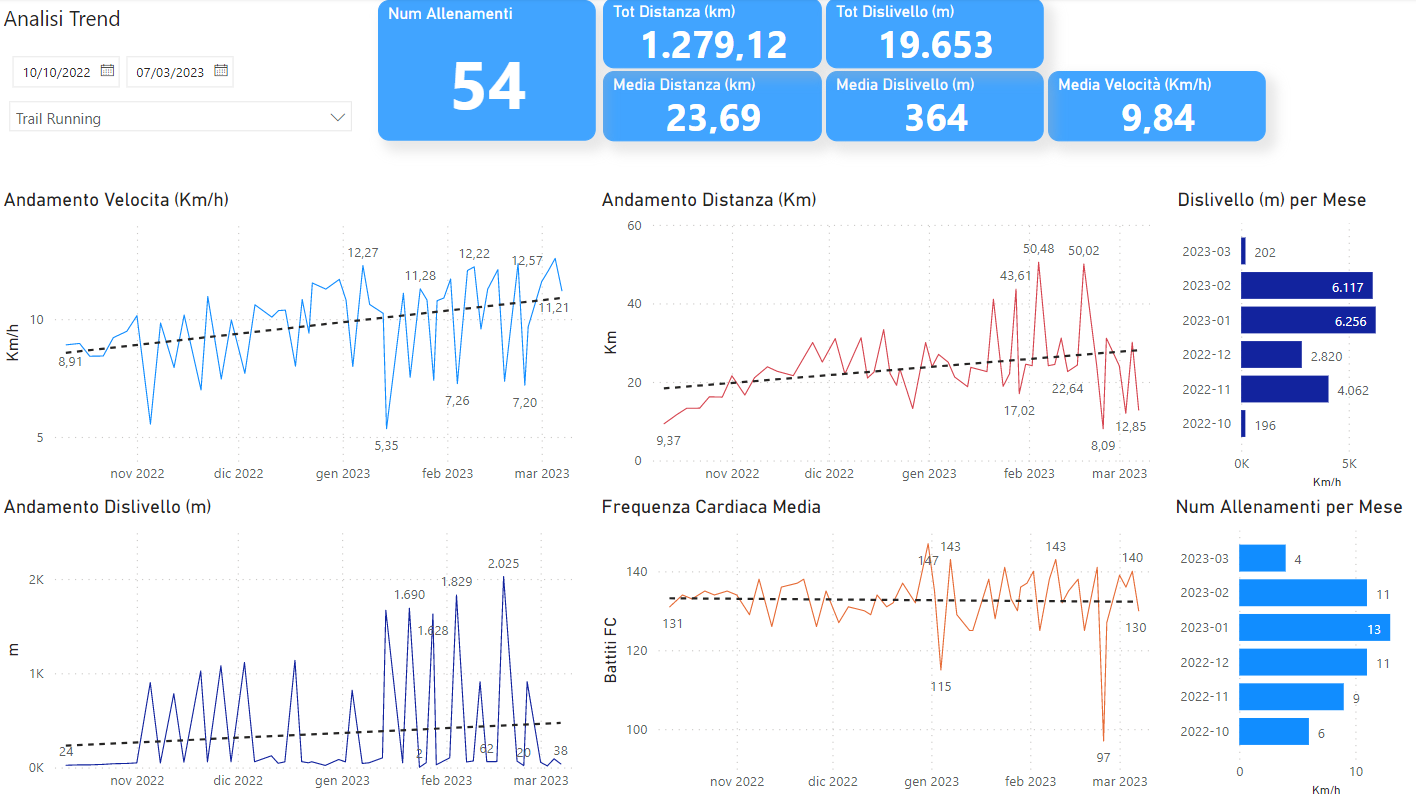 Analisi Trend
10/10/2022
07/03/2023
Trail Running
Num Allenamenti
54
Tot Distanza (km)
1.279,12
Tot Dislivello (m)
19.653
Media Distanza (km)
23,69
Media Dislivello (m)
364
Media Velocità (Km/h)
9,84
Andamento Velocita (Km/h)
Km/h
10
5
8,91
12,27
11,28
12,22
12,57
11,21
5,35
7,26
7,20
nov 2022
dic 2022
gen 2023
feb 2023
mar 2023
Andamento Distanza (Km)
Km
60
40
20
0
9,37
43,61
50,48
50,02
17,02
22,64
8,09
12,85
nov 2022
dic 2022
gen 2023
feb 2023
mar 2023
Dislivello (m) per Mese
2023-03
202
2023-02
6.117
2023-01
6.256
2022-12
2.820
2022-11
4.062
2022-10
196
0K
5K
Km/h
Andamento Dislivello (m)
m
2K
1K
0K
24
1.690
1.628
1.829
2.025
2
62
20
38
nov 2022
dic 2022
gen 2023
feb 2023
mar 2023
Frequenza Cardiaca Media
Battiti FC
140
120
100
131
147
143
115
143
97
140
130
nov 2022
dic 2022
gen 2023
feb 2023
mar 2023
Num Allenamenti per Mese
2023-03
4
2023-02
11
2023-01
13
2022-12
11
2022-11
9
2022-10
6
0
10
Km/h